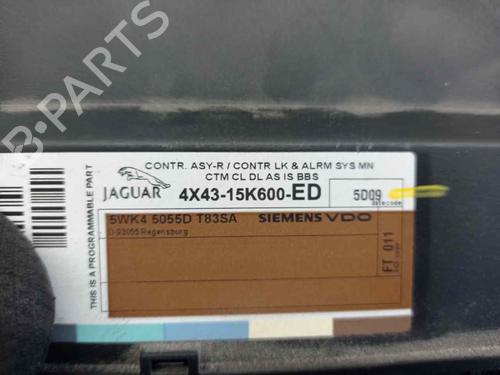 B-PARTS
THIS IS A PROGRAMMABLE PART
CONTR. ASY-R / CONTR LK & ALRM SYS MN
CTM CL DL AS IS BBS
JAGUAR 4X43-15K600-ED 5D09
datecode
5WK4 5055D T83SA SIEMENS VDO
D-93055 Regensburg
FT 011